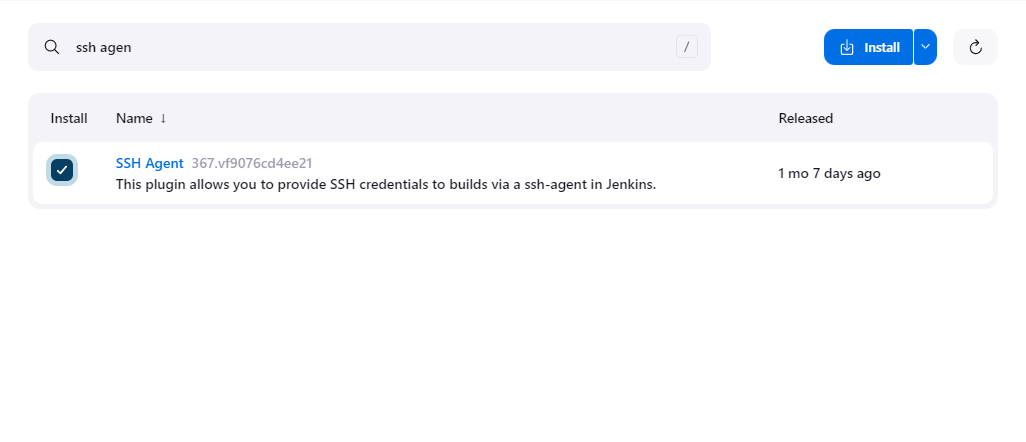 ssh agen
/
Install
Install Name ↓ Released
SSH Agent 367.vf9076cd4ee21
This plugin allows you to provide SSH credentials to builds via a ssh-agent in Jenkins.
1 mo 7 days ago